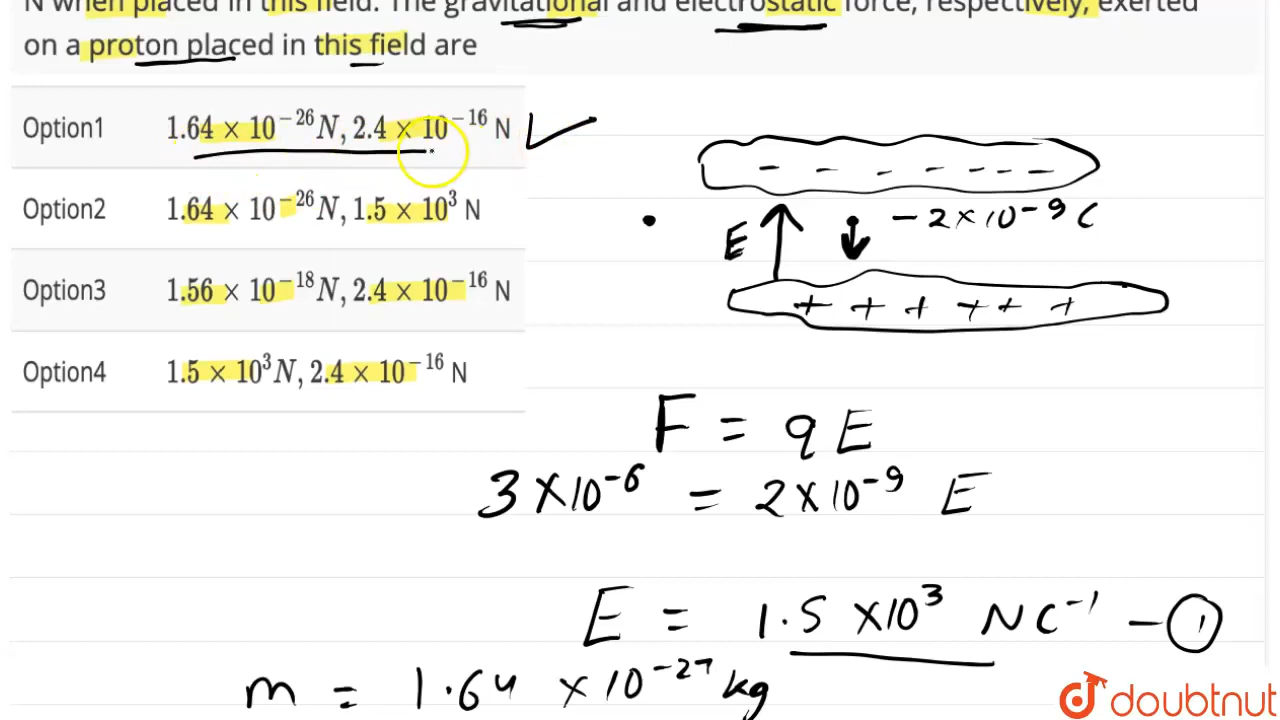 N when placed in this field. The gravitational and electrostatic force, respectively, exerted
on a proton placed in this field are
Option1 1.64 × 10⁻²⁶ N, 2.4 × 10⁻¹⁶ N
Option2 1.64 × 10⁻²⁶ N, 1.5 × 10³ N
Option3 1.56 × 10⁻¹⁸ N, 2.4 × 10⁻¹⁶ N
Option4 1.5 × 10³ N, 2.4 × 10⁻¹⁶ N
- - - - - - -
E - 2 × 10⁻⁹ C
+ + + + + +
F = qE
3 × 10⁻⁶ = 2 × 10⁻⁹ E
E = 1.5 × 10³ NC⁻¹ - ①
m = 1.64 × 10⁻²⁷ kg
doubtnut